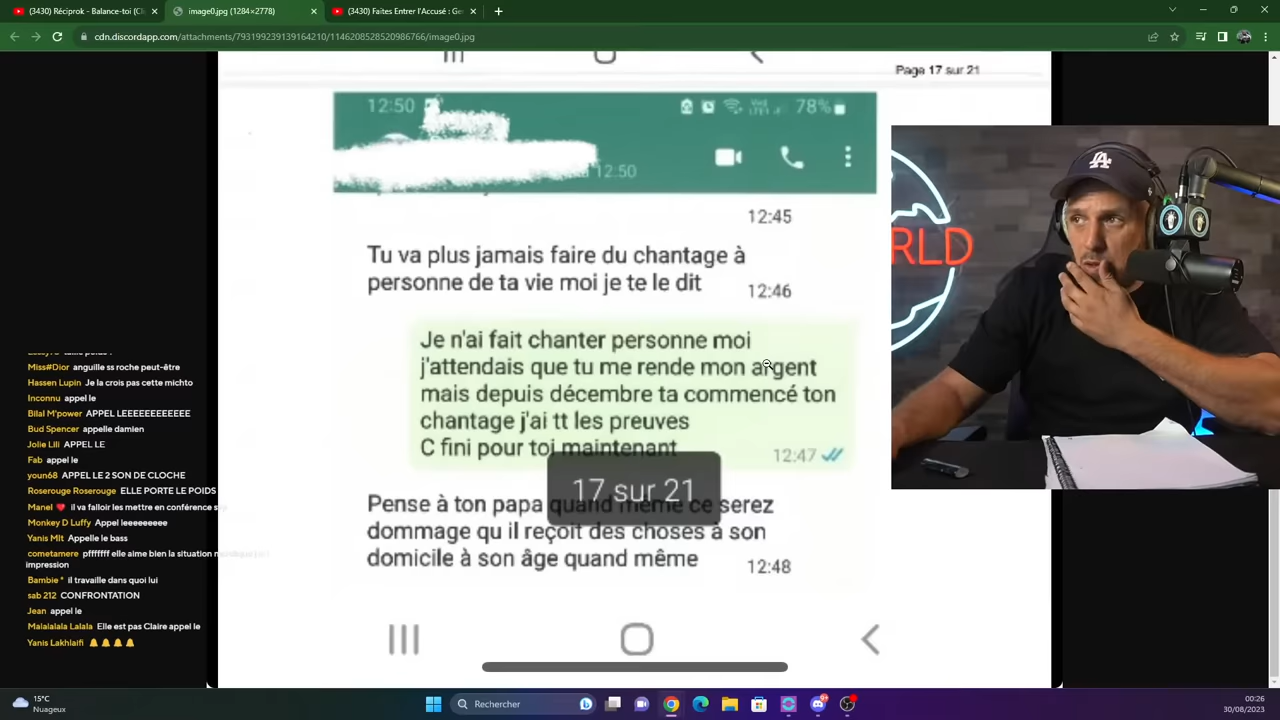 (3430) Réciprok - Balance-toi (Cl
image0.jpg (1284×2778)
(3430) Faites Entrer l'Accusé : Ge
cdn.discordapp.com/attachments/793199239139164210/1146208528520986766/image0.jpg
Page 17 sur 21
12:50
78%
12:50
12:45
Tu va plus jamais faire du chantage à
personne de ta vie moi je te le dit
12:46
Je n'ai fait chanter personne moi
j'attendais que tu me rende mon argent
mais depuis décembre ta commencé ton
chantage j'ai tt les preuves
C fini pour toi maintenant
12:47
17 sur 21
Pense à ton papa quand même ce serez
dommage qu il reçoit des choses à son
domicile à son âge quand même
12:48
RLD
LA
Miss#Dior anguille ss roche peut-être
Hassen Lupin Je la crois pas cette michto
Inconnu appel le
Bilal M'power APPEL LEEEEEEEEEEEE
Bud Spencer appelle damien
Jolie Lili APPEL LE
Fab appel le
youn68 APPEL LE 2 SON DE CLOCHE
Roserouge Roserouge ELLE PORTE LE POIDS
Manel il va falloir les mettre en conférence
Monkey D Luffy Appel leeeeeeeee
Yanis Mlt Appelle le bass
cometamere pfffffff elle aime bien la situation
impression
Bambie * il travaille dans quoi lui
sab 212 CONFRONTATION
Jean appel le
Malalalala Lalala Elle est pas Claire appel le
Yanis Lakhlaifi
15°C
Nuageux
Rechercher
00:26
30/08/2023